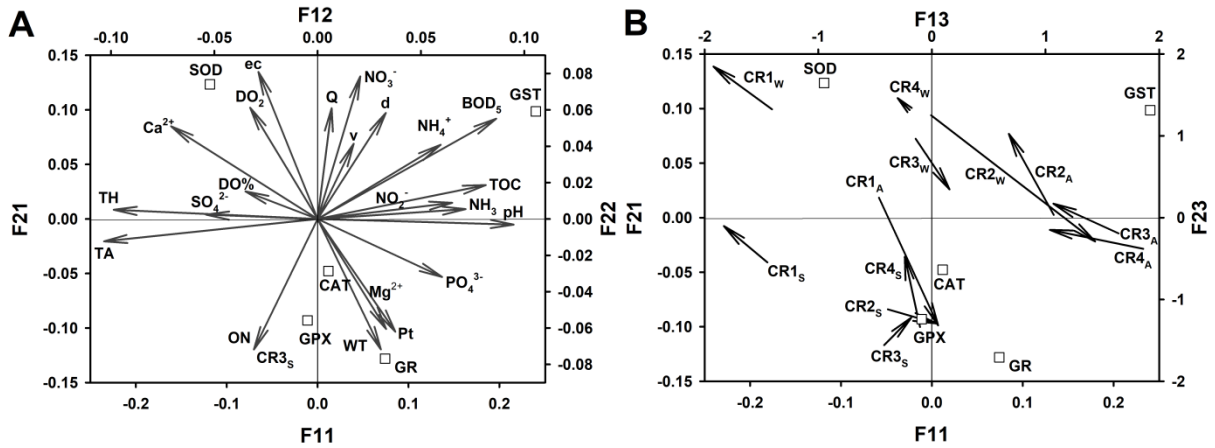 A
F12
-0.10 -0.05 0.00 0.05 0.10
0.15
0.10
0.05
0.00
-0.05
-0.10
-0.15
F21
0.08
0.06
0.04
0.02
0.00
-0.02
-0.04
-0.06
-0.08
F22
-0.2 -0.1 0.0 0.1 0.2
F11
SOD
ec
DO₂
NO₃⁻
Q
d
v
BOD₅
GST
NH₄⁺
Ca²⁺
DO%
TH
SO₄²⁻
NO₂⁻
TOC
NH₃
pH
TA
CAT
Mg²⁺
PO₄³⁻
ON
GPX
WT
Pt
CR3S
GR
B
F13
-2 -1 0 1 2
0.15
0.10
0.05
0.00
-0.05
-0.10
-0.15
F21
2
1
0
-1
-2
F23
-0.2 -0.1 0.0 0.1 0.2
F11
CR1W
SOD
CR4W
GST
CR3W
CR2W
CR2A
CR1A
CR3A
CR4A
CR1S
CR4S
CAT
CR2S
GPX
CR3S
GR